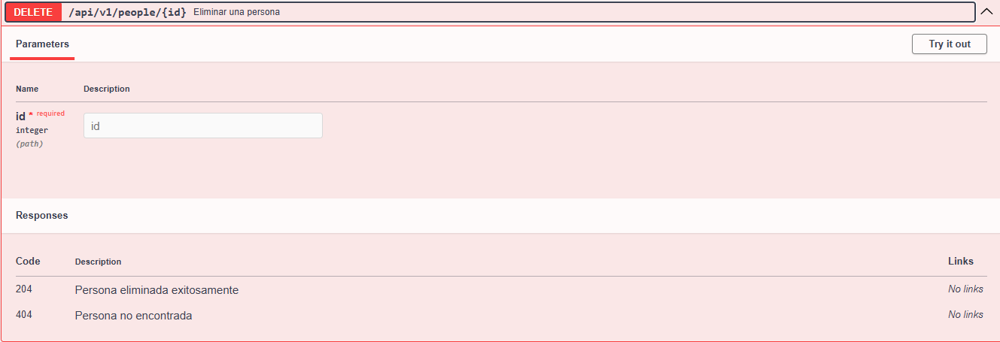 DELETE /api/v1/people/{id} Eliminar una persona
Parameters Try it out
Name Description
id * required id
integer
(path)
Responses
Code Description Links
204 Persona eliminada exitosamente No links
404 Persona no encontrada No links